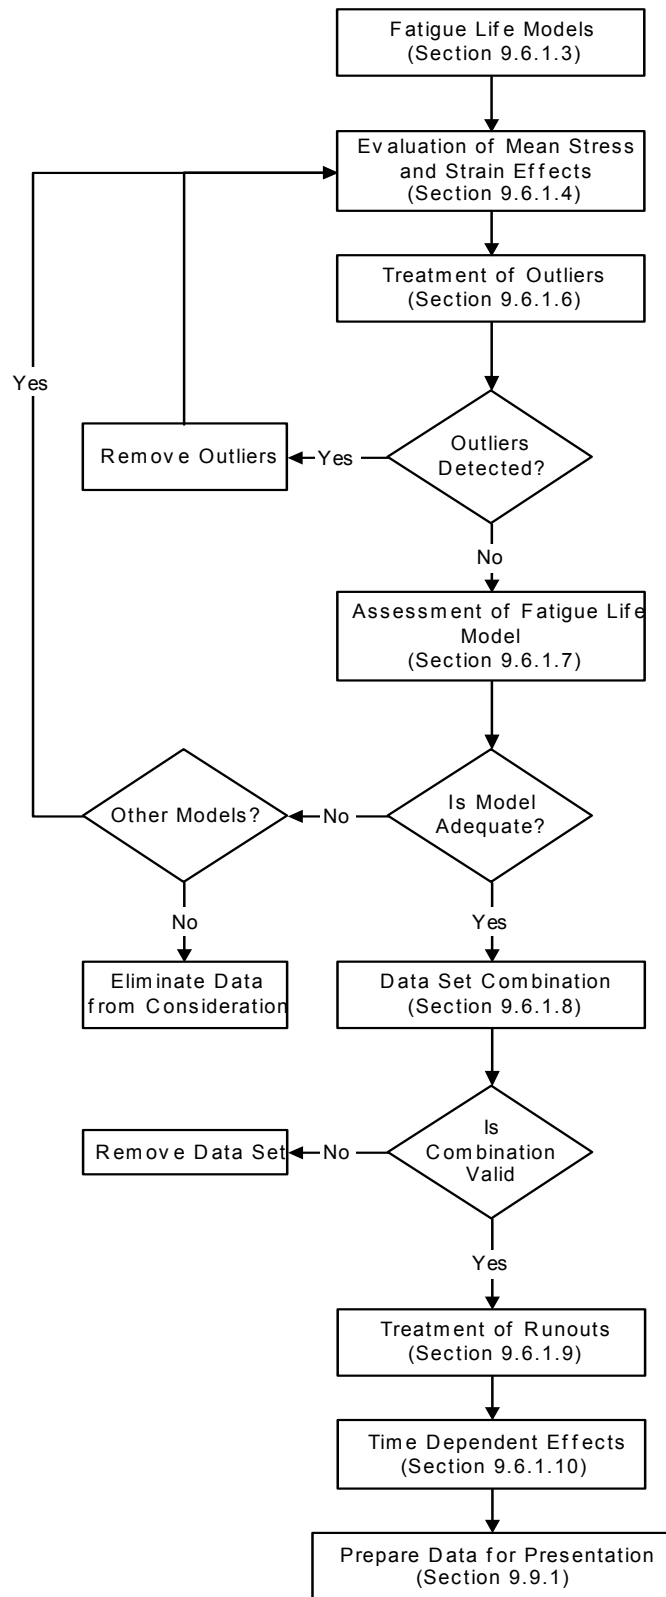 Fatigue Life Models
(Section 9.6.1.3)
Evaluation of Mean Stress
and Strain Effects
(Section 9.6.1.4)
Treatment of Outliers
(Section 9.6.1.6)
Yes
Remove Outliers
Yes
Outliers
Detected?
No
Assessment of Fatigue Life
Model
(Section 9.6.1.7)
Other Models?
No
Is Model
Adequate?
No
Yes
Eliminate Data
from Consideration
Data Set Combination
(Section 9.6.1.8)
Remove Data Set
No
Is
Combination
Valid
Yes
Treatment of Runouts
(Section 9.6.1.9)
Time Dependent Effects
(Section 9.6.1.10)
Prepare Data for Presentation
(Section 9.9.1)